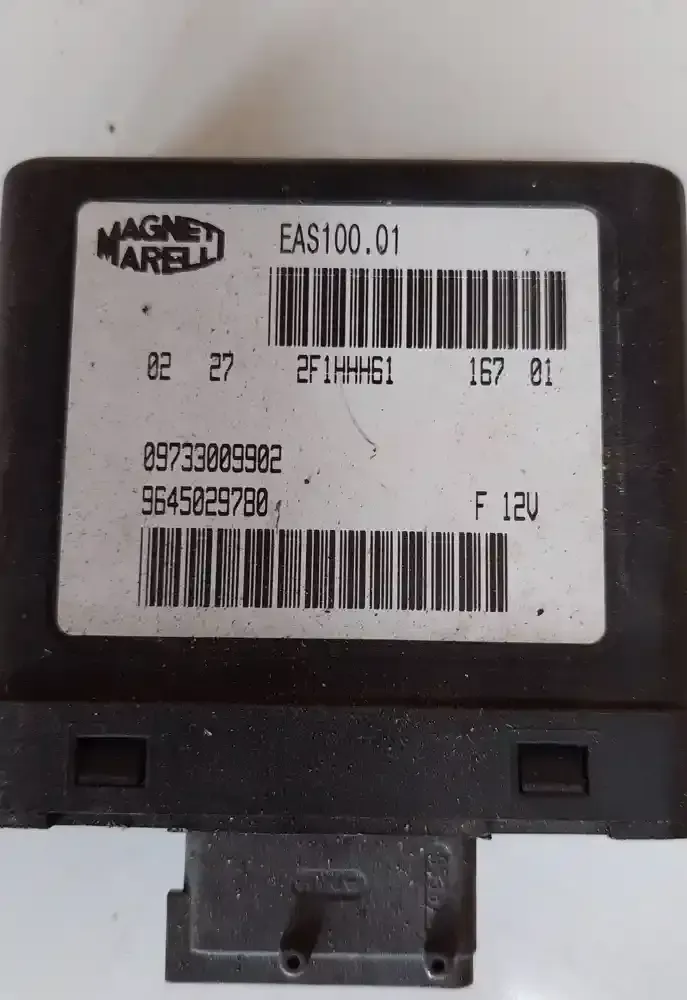 MAGNETI
MARELLI
EAS100.01
02 27 2F1HHH61 167 01
09733009902
9645029780 F 12V